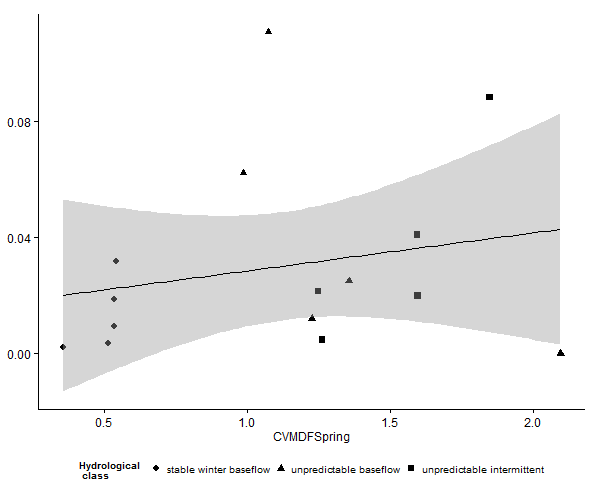 0.08
0.04
0.00
0.5 1.0 1.5 2.0
CVMDFSpring
Hydrological
class
stable winter baseflow unpredictable baseflow unpredictable intermittent